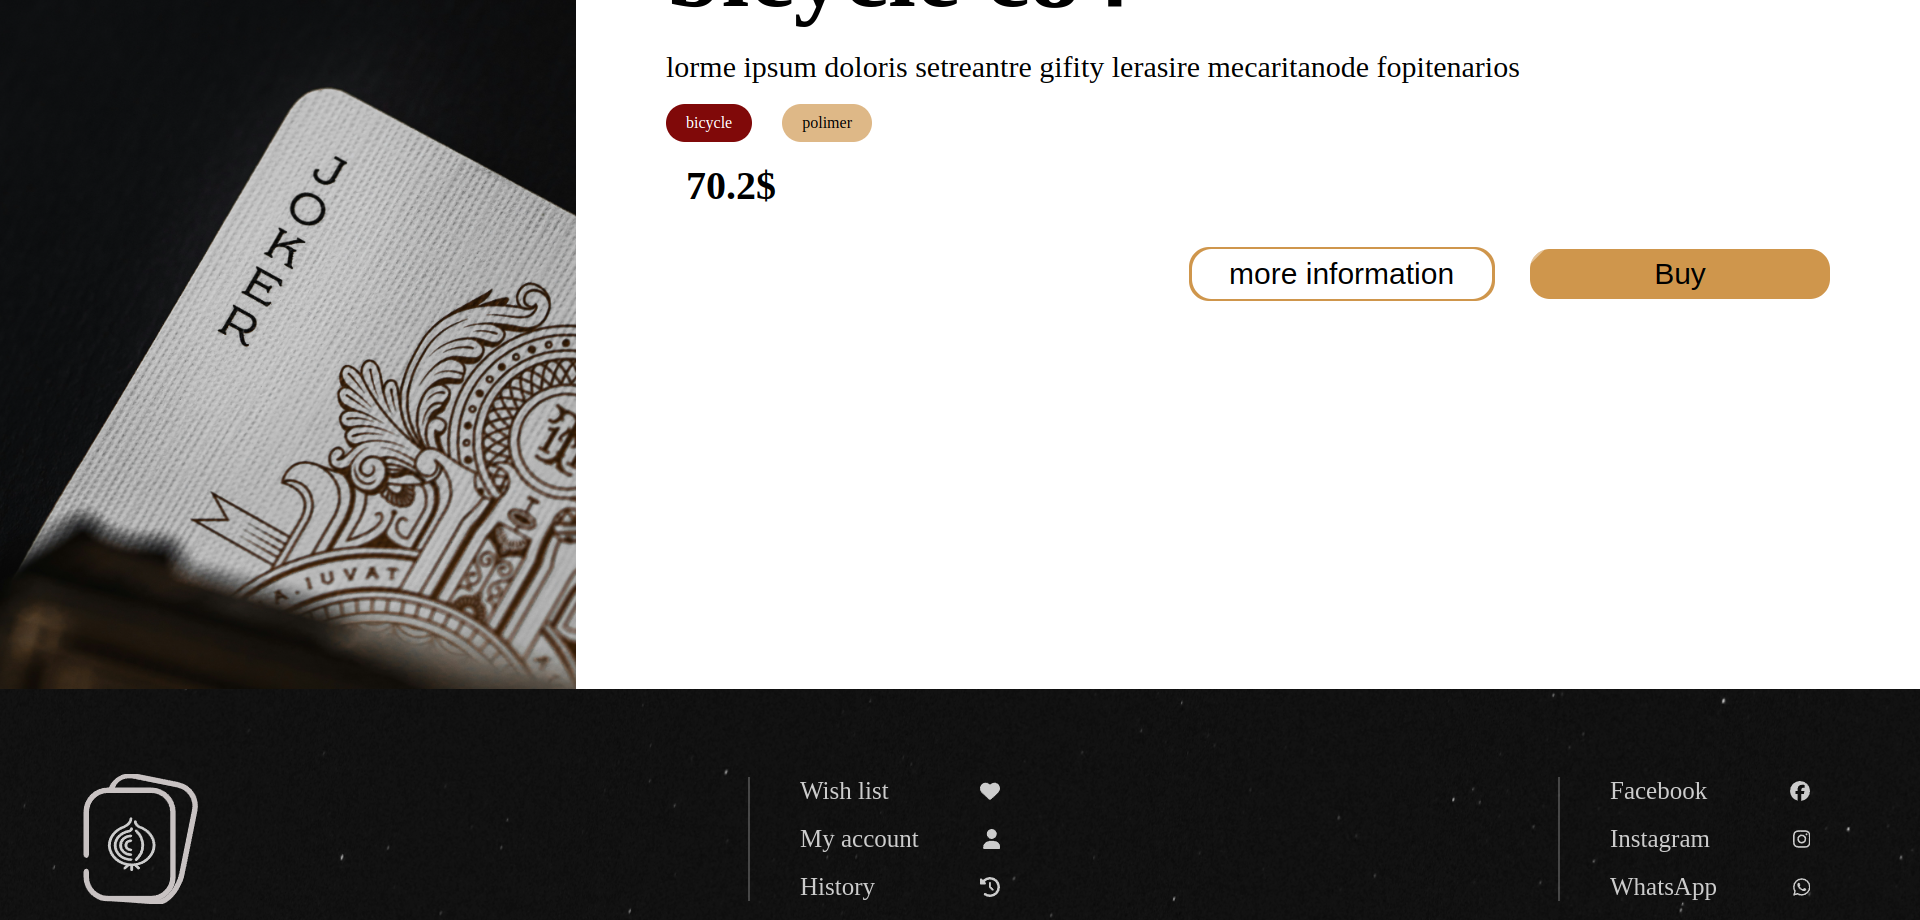 lorme ipsum doloris setreantre gifity lerasire mecaritanode fopitenarios
bicycle
polimer
70.2$
more information
Buy
JOKER
A.IUVAT
Wish list
My account
History
Facebook
Instagram
WhatsApp